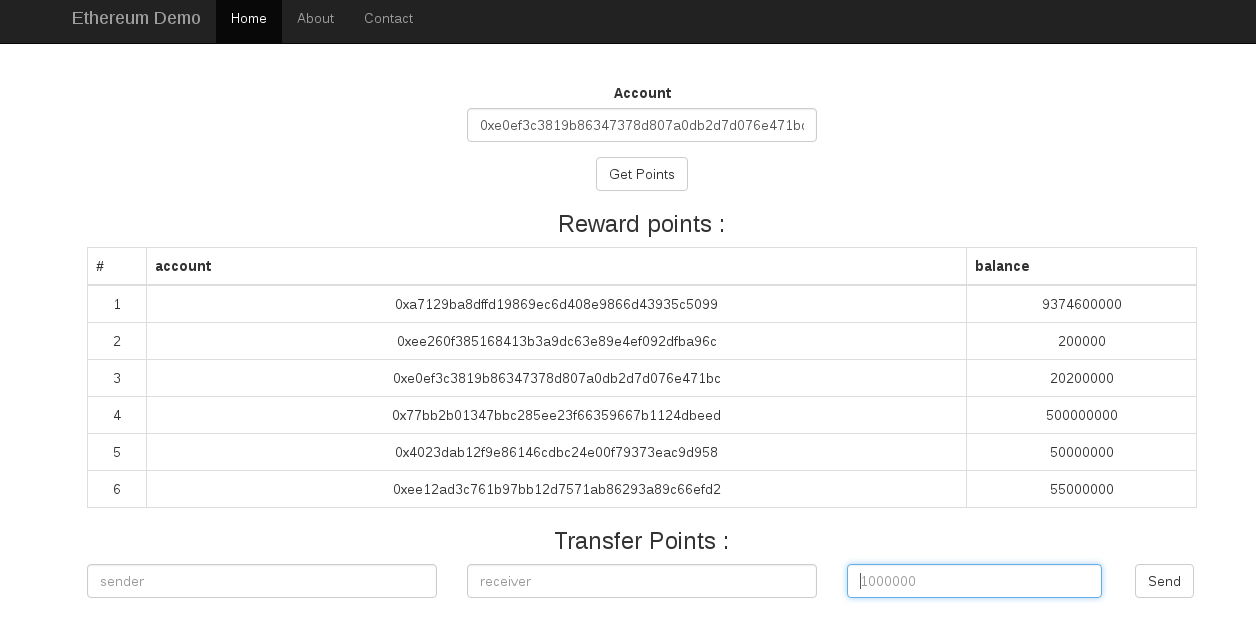 Ethereum Demo Home About Contact
Account
0xe0ef3c3819b86347378d807a0db2d7d076e471bc
Get Points
Reward points :
# account balance
1 0xa7129ba8dffd19869ec6d408e9866d43935c5099 9374600000
2 0xee260f385168413b3a9dc63e89e4ef092dfba96c 200000
3 0xe0ef3c3819b86347378d807a0db2d7d076e471bc 20200000
4 0x77bb2b01347bbc285ee23f66359667b1124dbeed 500000000
5 0x4023dab12f9e86146cdbc24e00f79373eac9d958 50000000
6 0xee12ad3c761b97bb12d7571ab86293a89c66efd2 55000000
Transfer Points :
sender receiver 1000000 Send